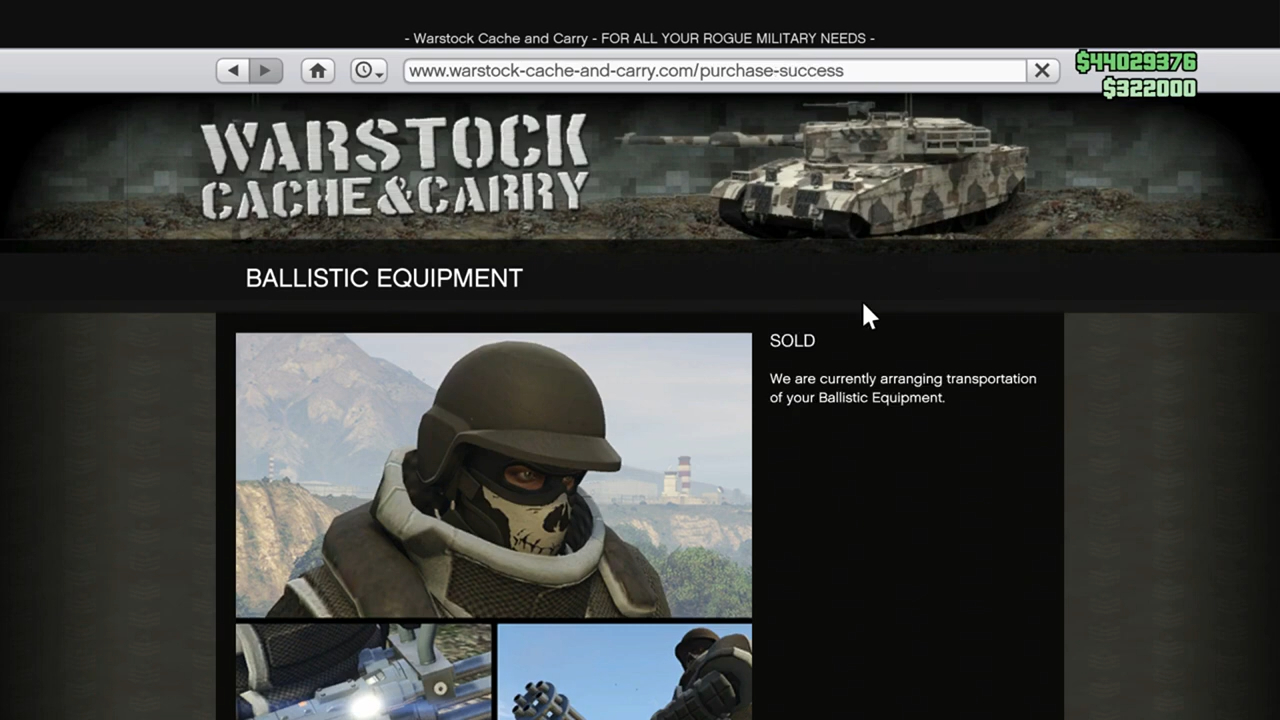 - Warstock Cache and Carry - FOR ALL YOUR ROGUE MILITARY NEEDS -
www.warstock-cache-and-carry.com/purchase-success
$44029376
$322000
WARSTOCK
CACHE & CARRY
BALLISTIC EQUIPMENT
SOLD
We are currently arranging transportation
of your Ballistic Equipment.